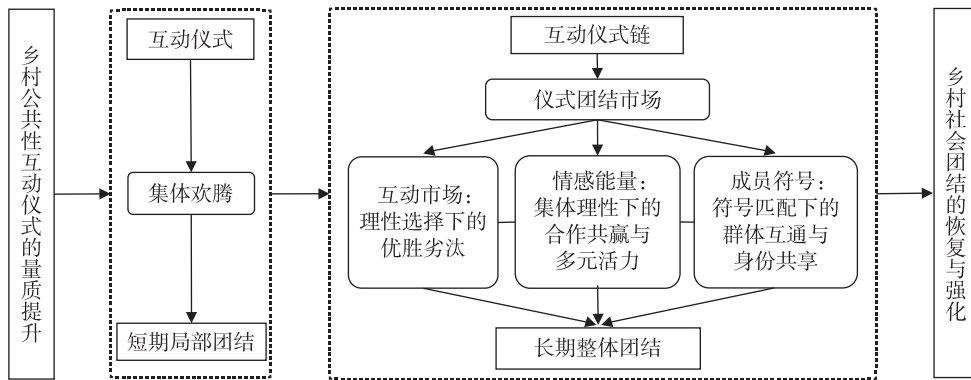 乡村公共性互动仪式的量质提升
互动仪式
集体欢腾
短期局部团结
互动仪式链
仪式团结市场
互动市场：
理性选择下的
优胜劣汰
情感能量：
集体理性下的
合作共赢与
多元活力
成员符号：
符号匹配下的
群体互通与
身份共享
长期整体团结
乡村社会团结的恢复与强化